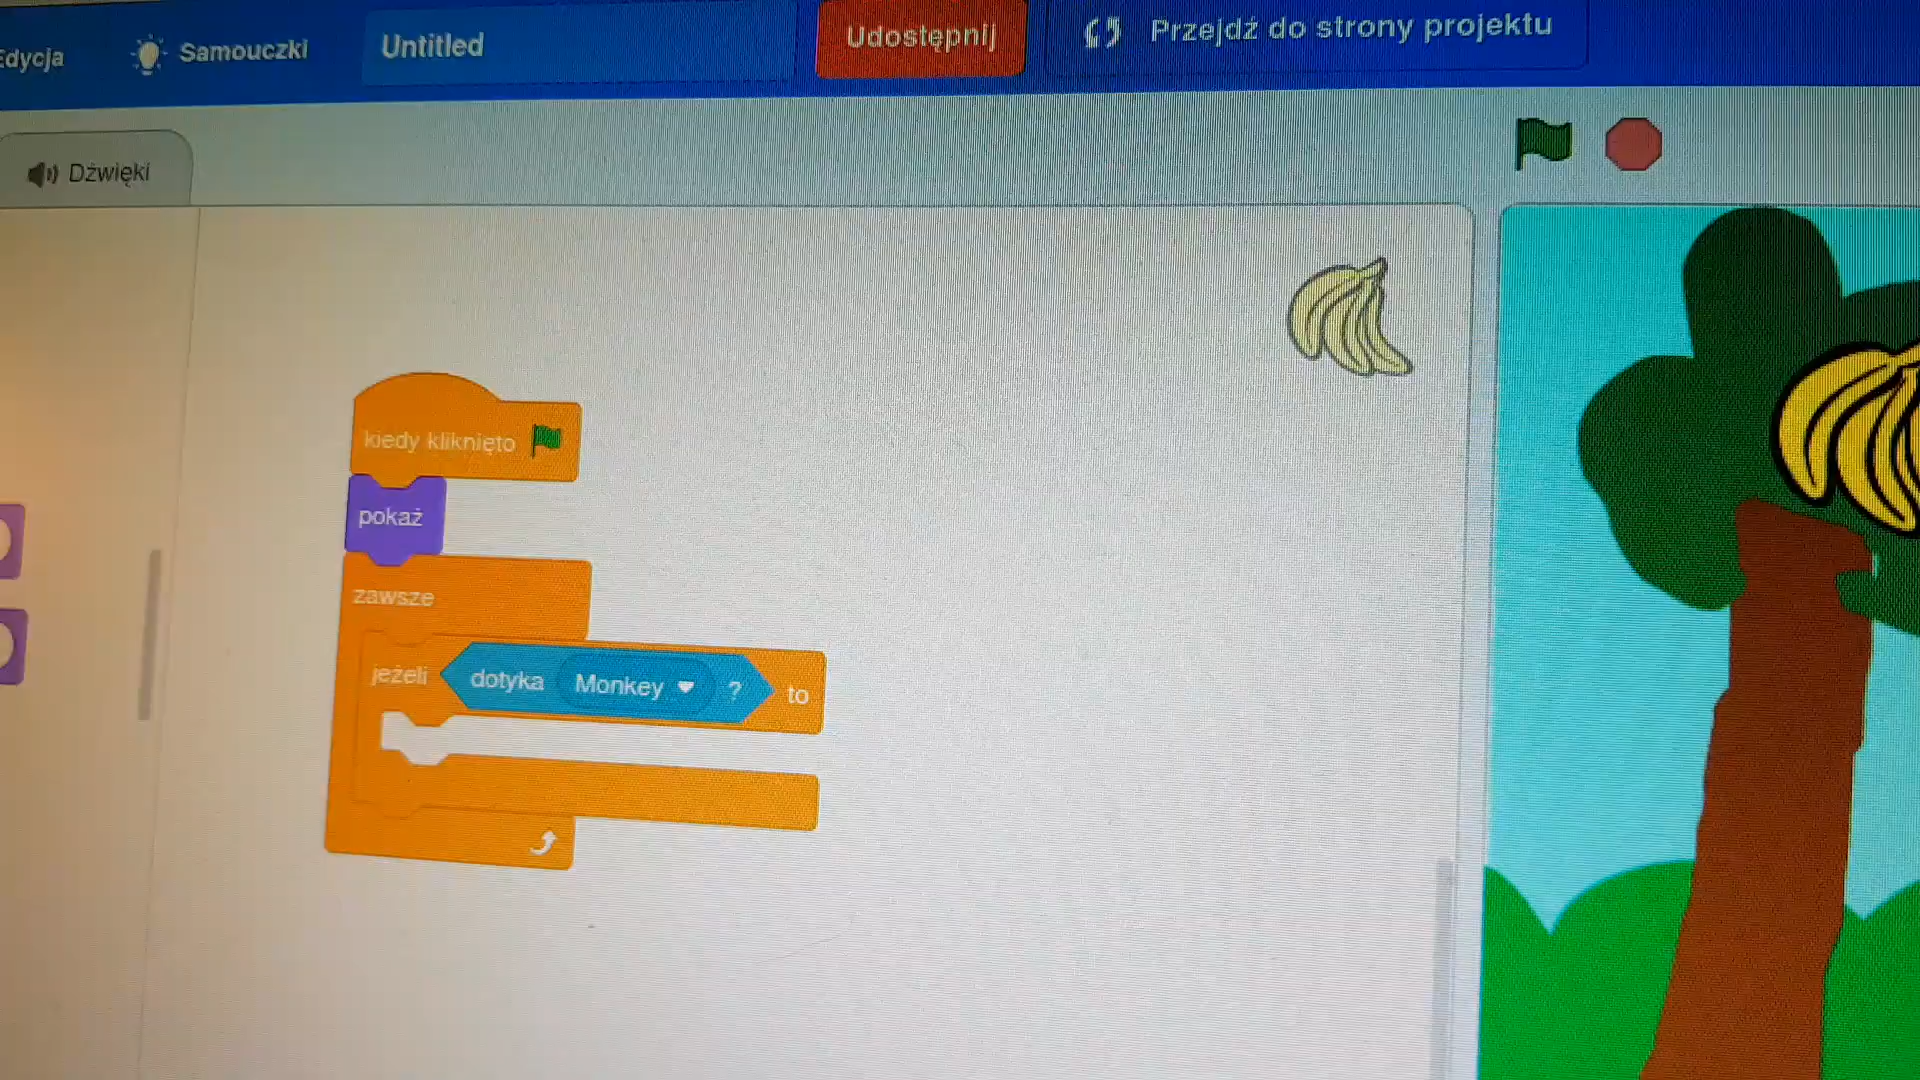 Edycja
Samouczki
Untitled
Udostępnij
Przejdź do strony projektu
Dźwięki
kiedy kliknięto
pokaż
zawsze
jeżeli dotyka Monkey ? to